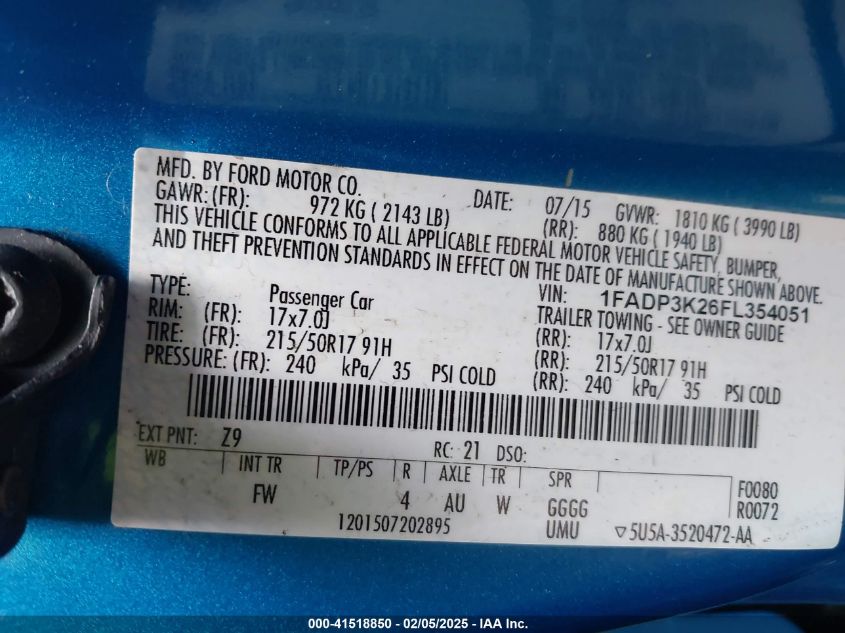 MFD. BY FORD MOTOR CO. DATE: 07/15 GVWR: 1810 KG ( 3990 LB)
GAWR: (FR): 972 KG ( 2143 LB) (RR): 880 KG ( 1940 LB)
THIS VEHICLE CONFORMS TO ALL APPLICABLE FEDERAL MOTOR VEHICLE SAFETY, BUMPER,
AND THEFT PREVENTION STANDARDS IN EFFECT ON THE DATE OF MANUFACTURE SHOWN ABOVE.
TYPE: Passenger Car VIN: 1FADP3K26FL354051
TRAILER TOWING - SEE OWNER GUIDE
RIM: (FR): 17x7.0J (RR): 17x7.0J
TIRE: (FR): 215/50R17 91H (RR): 215/50R17 91H
PRESSURE: (FR): 240 kPa/ 35 PSI COLD (RR): 240 kPa/ 35 PSI COLD
EXT PNT: Z9 RC: 21 DSO:
WB INT TR TP/PS R AXLE TR SPR F0080
FW 4 AU W GGGG R0072
1201507202895 UMU ▽5U5A-3520472-AA
000-41518850 - 02/05/2025 - IAA, Inc.